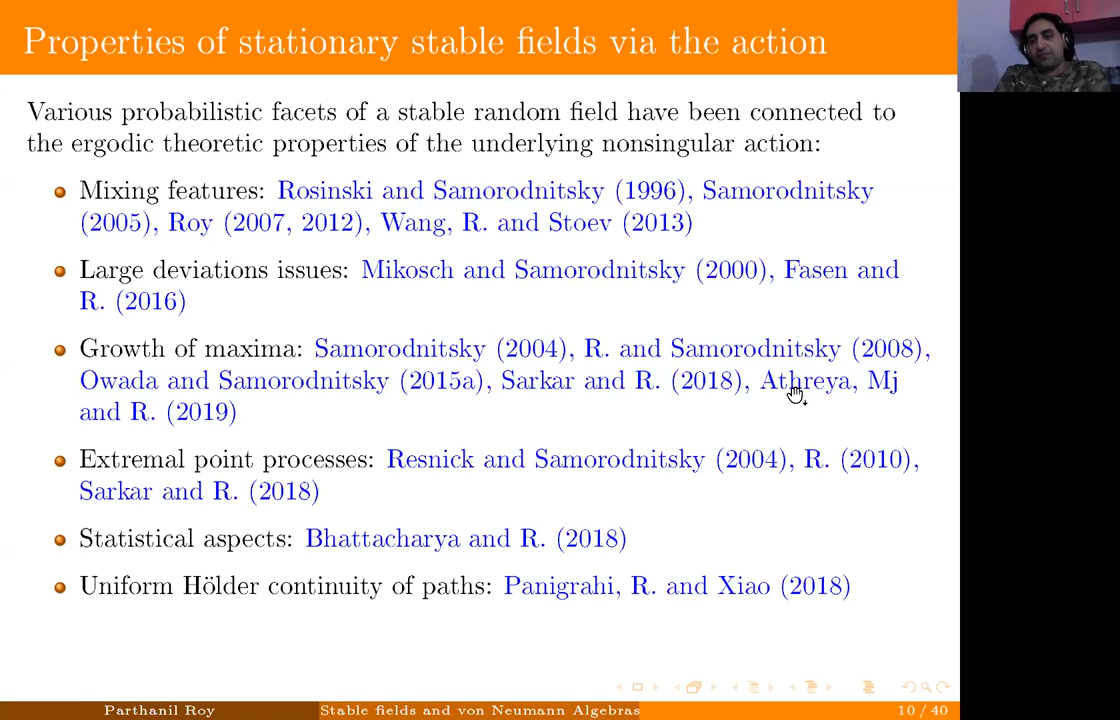 Properties of stationary stable fields via the action
Various probabilistic facets of a stable random field have been connected to
the ergodic theoretic properties of the underlying nonsingular action:
Mixing features: Rosinski and Samorodnitsky (1996), Samorodnitsky
(2005), Roy (2007, 2012), Wang, R. and Stoev (2013)
Large deviations issues: Mikosch and Samorodnitsky (2000), Fasen and
R. (2016)
Growth of maxima: Samorodnitsky (2004), R. and Samorodnitsky (2008),
Owada and Samorodnitsky (2015a), Sarkar and R. (2018), Athreya, Mj
and R. (2019)
Extremal point processes: Resnick and Samorodnitsky (2004), R. (2010),
Sarkar and R. (2018)
Statistical aspects: Bhattacharya and R. (2018)
Uniform Hölder continuity of paths: Panigrahi, R. and Xiao (2018)
Parthanil Roy
Stable fields and von Neumann Algebras
10 / 40